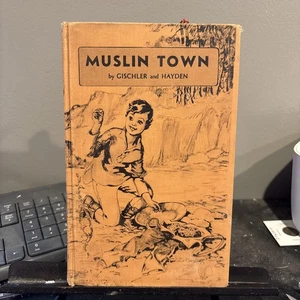 MUSLIN TOWN
by GISCHLER and HAYDEN